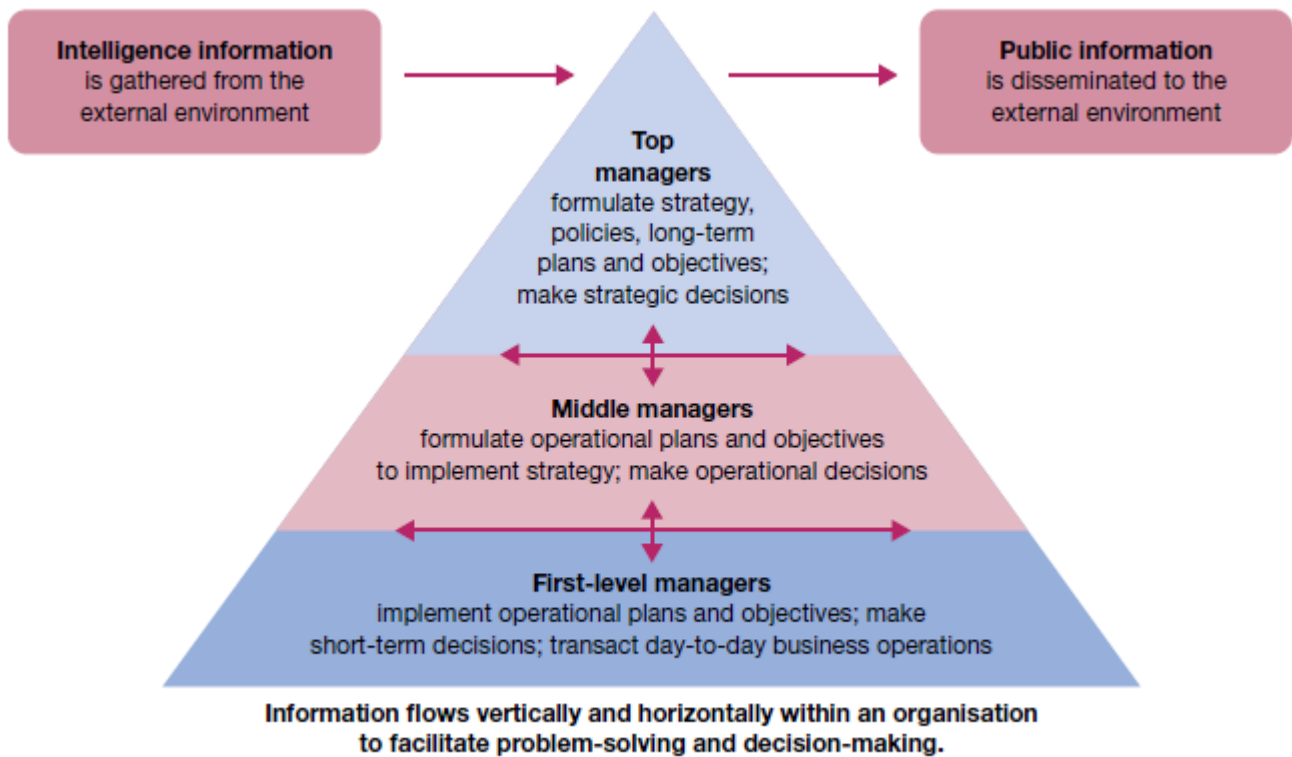 Intelligence information
is gathered from the
external environment
Public information
is disseminated to the
external environment
Top
managers
formulate strategy,
policies, long-term
plans and objectives;
make strategic decisions
Middle managers
formulate operational plans and objectives
to implement strategy; make operational decisions
First-level managers
implement operational plans and objectives; make
short-term decisions; transact day-to-day business operations
Information flows vertically and horizontally within an organisation
to facilitate problem-solving and decision-making.